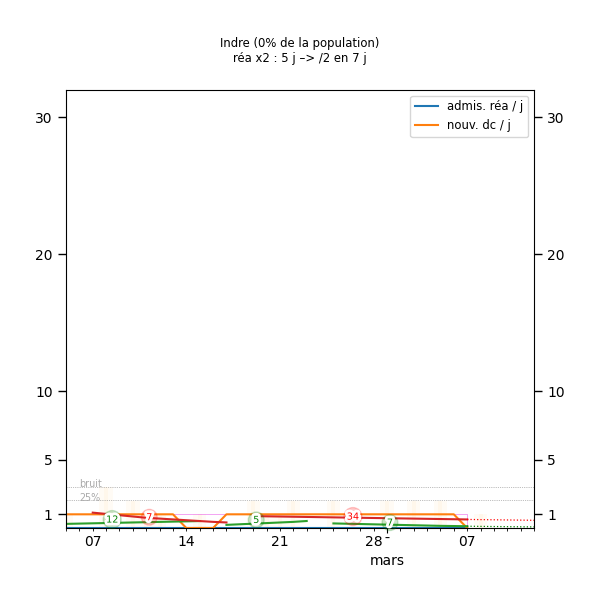 Indre (0% de la population)
réa x2 : 5 j –> /2 en 7 j
admis. réa / j
nouv. dc / j
30 30
20 20
10 10
5 5
bruit
25%
1 12 7 5 34 7 1
07 14 21 28 07
mars